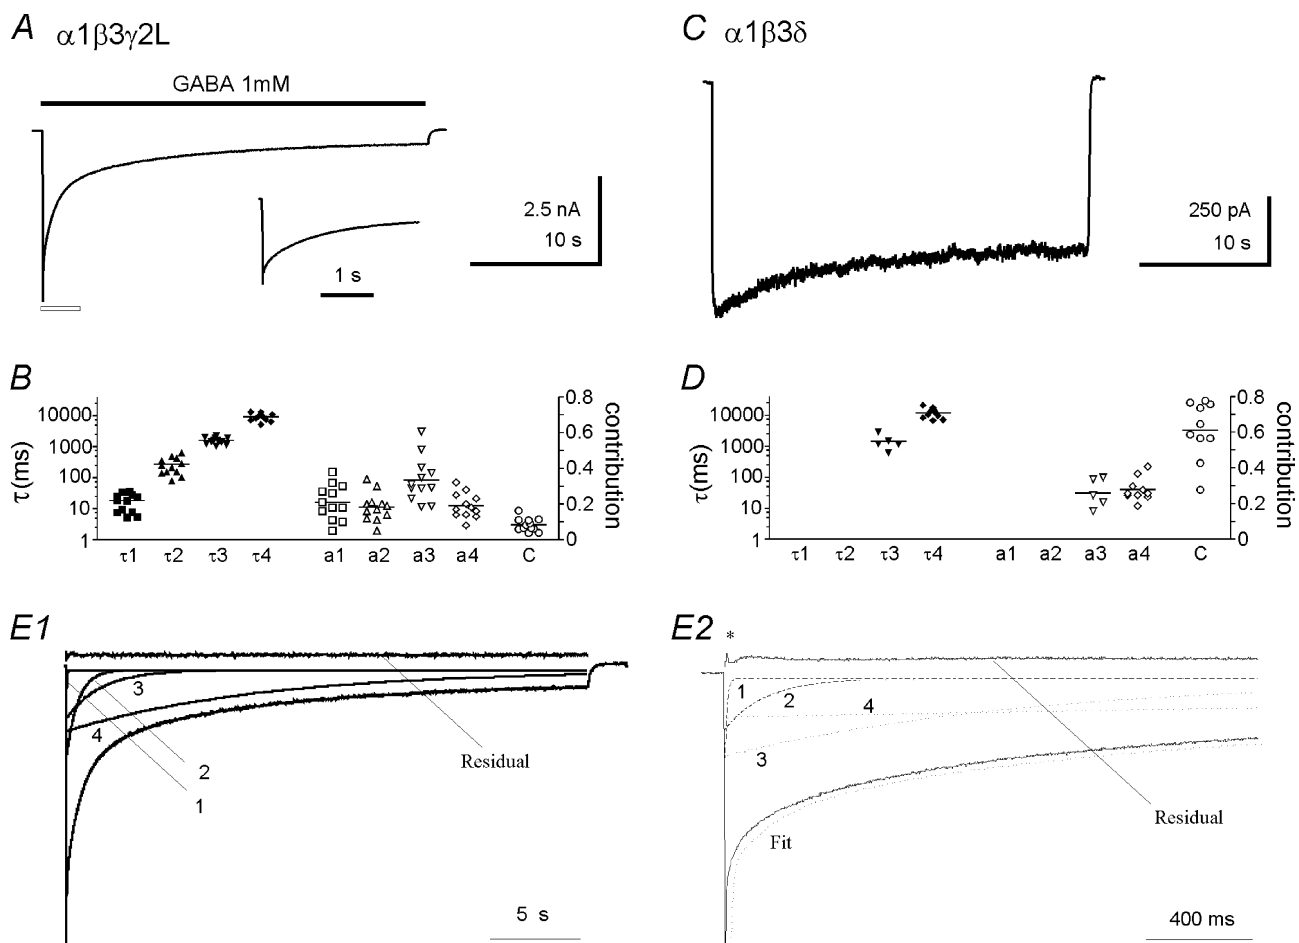 A α1β3γ2L
GABA 1mM
2.5 nA
10 s
1 s
C α1β3δ
250 pA
10 s
B
τ(ms)
10000
1000
100
10
1
τ1 τ2 τ3 τ4 a1 a2 a3 a4 C
0.8
0.6
0.4
0.2
0
contribution
D
τ(ms)
10000
1000
100
10
1
τ1 τ2 τ3 τ4 a1 a2 a3 a4 C
0.8
0.6
0.4
0.2
0
contribution
E1
3
4
2
1
Residual
5 s
E2
*
1
2
4
3
Fit
Residual
400 ms